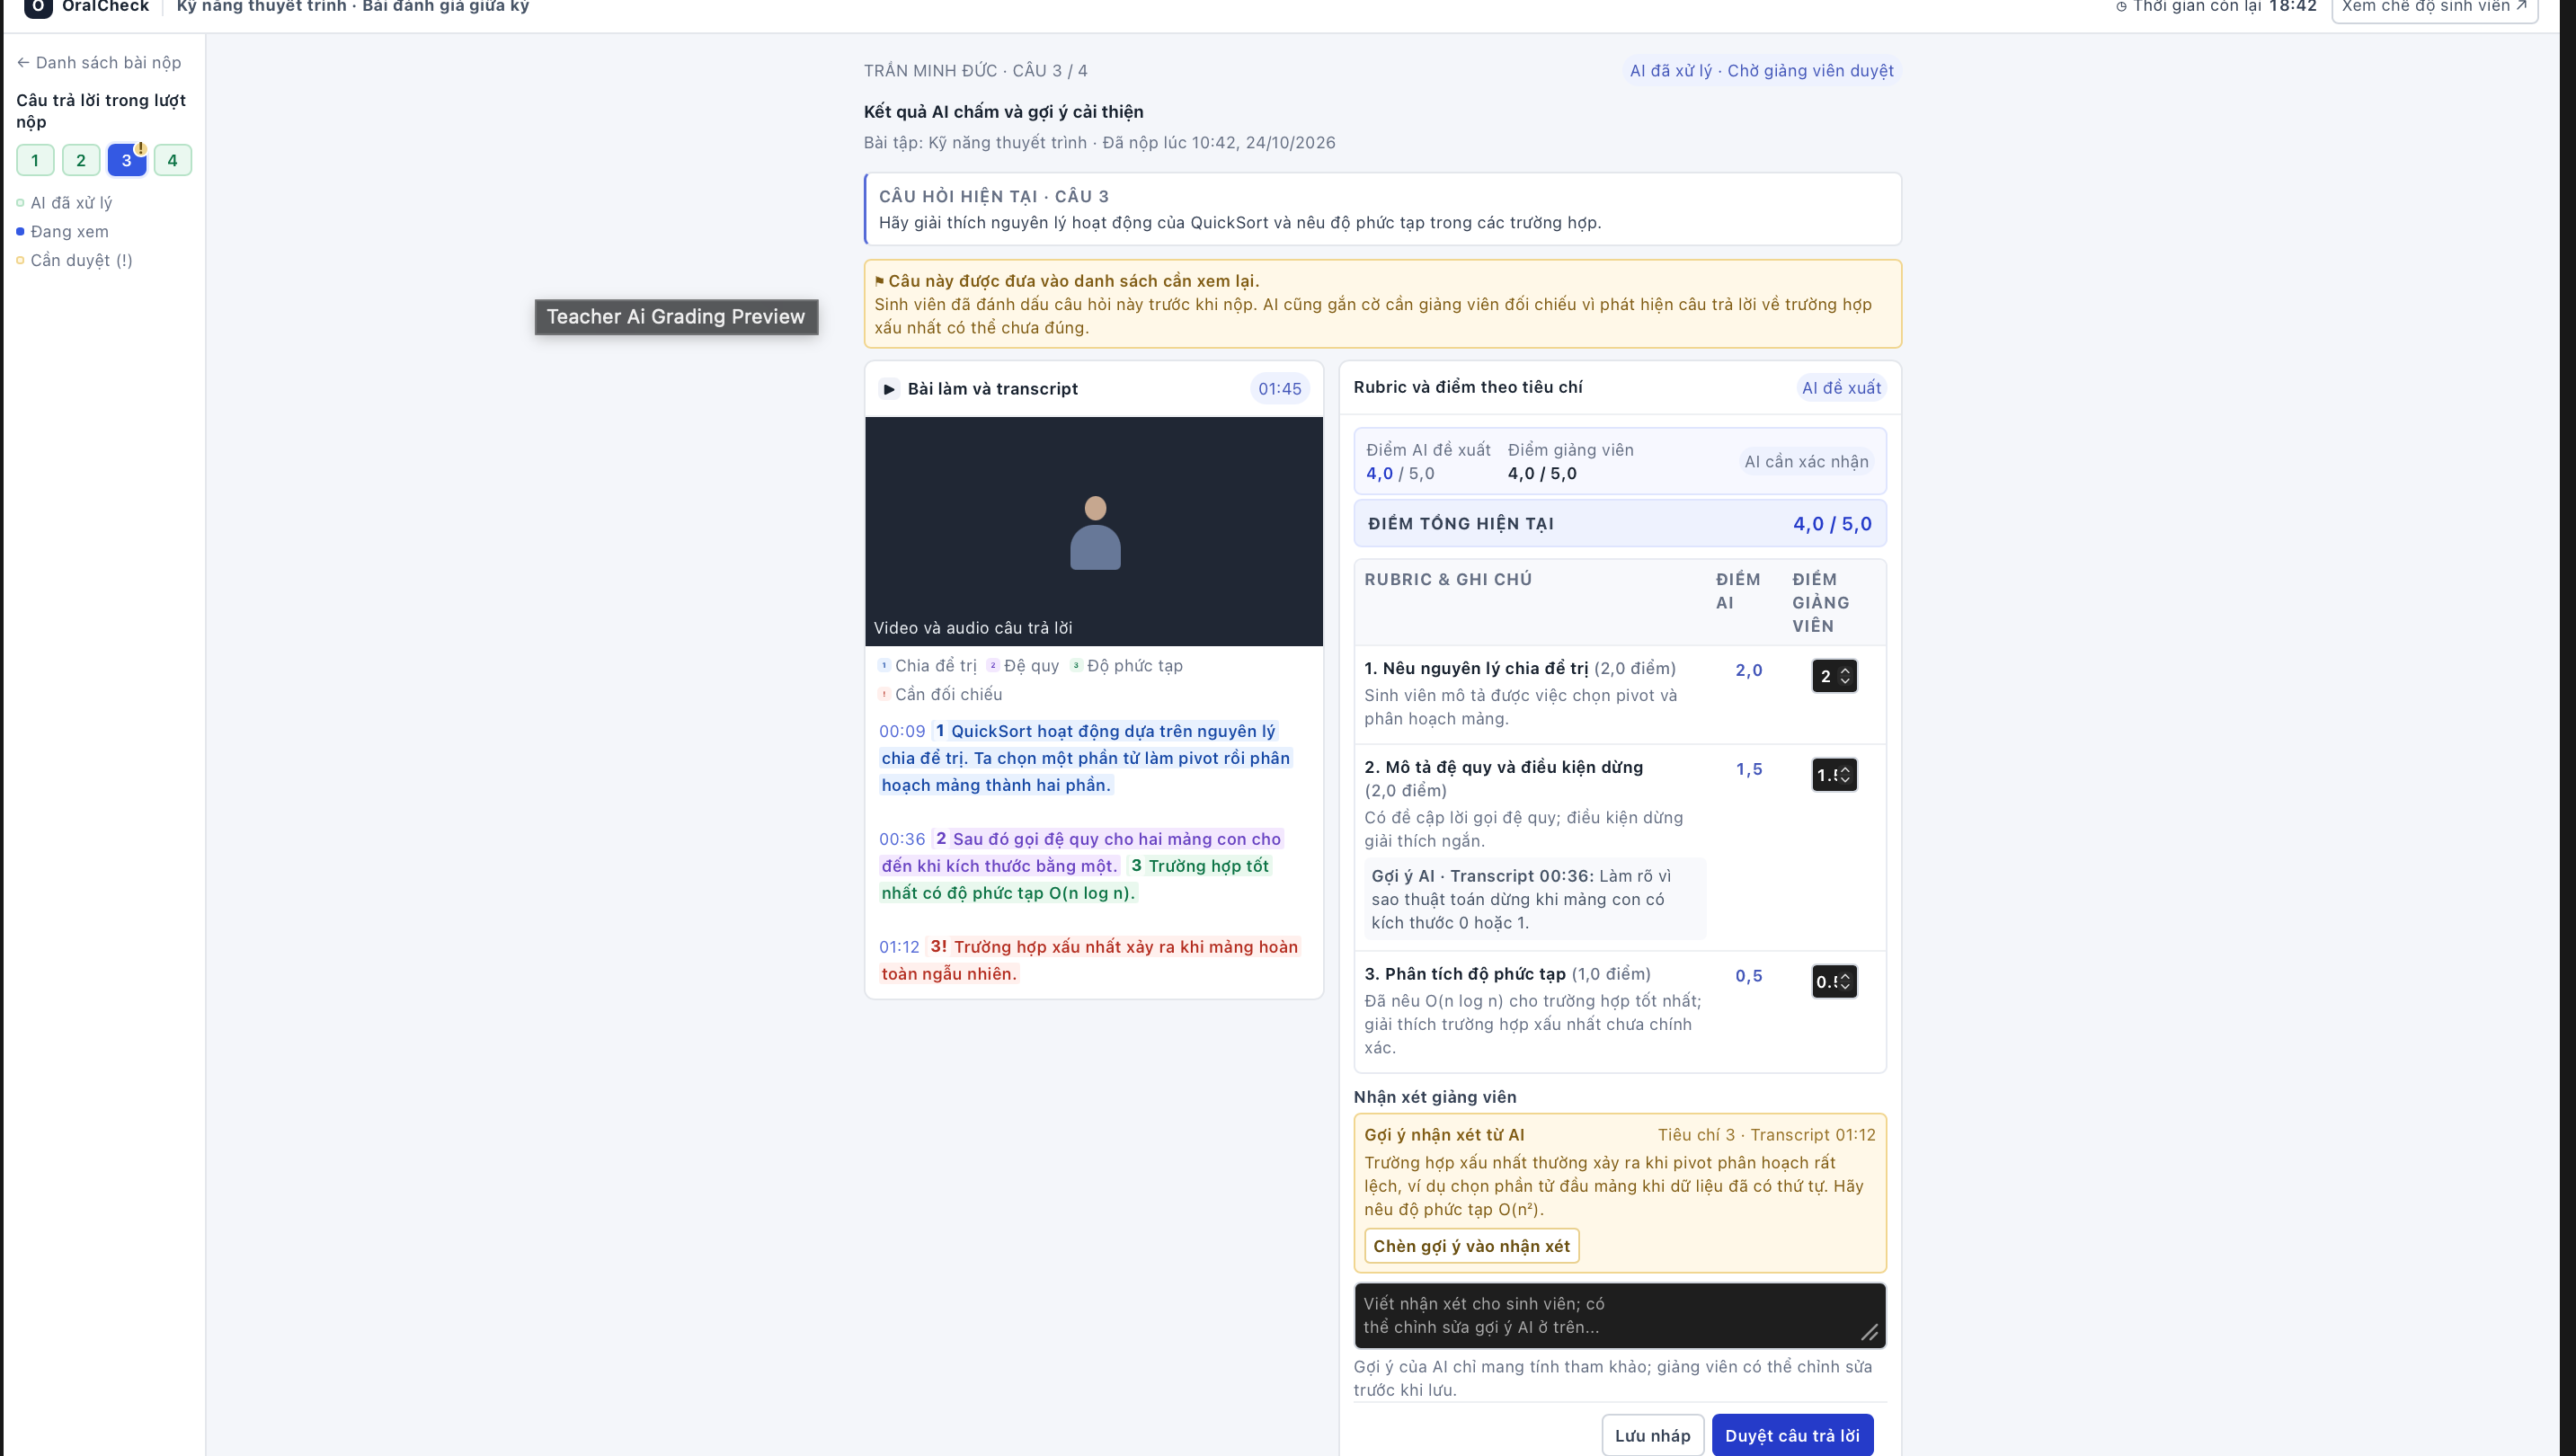 O OralCheck Kỹ năng thuyết trình · Bài đánh giá giữa kỳ
Thời gian còn lại 18:42 Xem chế độ sinh viên ↗
← Danh sách bài nộp
Câu trả lời trong lượt
nộp
1 2 3 ! 4
AI đã xử lý
Đang xem
Cần duyệt (!)
TRẦN MINH ĐỨC · CÂU 3 / 4
AI đã xử lý · Chờ giảng viên duyệt
Kết quả AI chấm và gợi ý cải thiện
Bài tập: Kỹ năng thuyết trình · Đã nộp lúc 10:42, 24/10/2026
CÂU HỎI HIỆN TẠI · CÂU 3
Hãy giải thích nguyên lý hoạt động của QuickSort và nêu độ phức tạp trong các trường hợp.
⚑ Câu này được đưa vào danh sách cần xem lại.
Sinh viên đã đánh dấu câu hỏi này trước khi nộp. AI cũng gắn cờ cần giảng viên đối chiếu vì phát hiện câu trả lời về trường hợp
xấu nhất có thể chưa đúng.
Teacher Ai Grading Preview
▶ Bài làm và transcript 01:45
Video và audio câu trả lời
1 Chia để trị 2 Đệ quy 3 Độ phức tạp
! Cần đối chiếu
00:09 1 QuickSort hoạt động dựa trên nguyên lý
chia để trị. Ta chọn một phần tử làm pivot rồi phân
hoạch mảng thành hai phần.
00:36 2 Sau đó gọi đệ quy cho hai mảng con cho
đến khi kích thước bằng một. 3 Trường hợp tốt
nhất có độ phức tạp O(n log n).
01:12 3! Trường hợp xấu nhất xảy ra khi mảng hoàn
toàn ngẫu nhiên.
Rubric và điểm theo tiêu chí AI đề xuất
Điểm AI đề xuất Điểm giảng viên
4,0 / 5,0 4,0 / 5,0
AI cần xác nhận
ĐIỂM TỔNG HIỆN TẠI 4,0 / 5,0
RUBRIC & GHI CHÚ
ĐIỂM
AI
ĐIỂM
GIẢNG
VIÊN
1. Nêu nguyên lý chia để trị (2,0 điểm) 2,0 2
Sinh viên mô tả được việc chọn pivot và
phân hoạch mảng.
2. Mô tả đệ quy và điều kiện dừng 1,5
(2,0 điểm)
Có đề cập lời gọi đệ quy; điều kiện dừng
giải thích ngắn.
Gợi ý AI · Transcript 00:36: Làm rõ vì
sao thuật toán dừng khi mảng con có
kích thước 0 hoặc 1.
3. Phân tích độ phức tạp (1,0 điểm) 0,5
Đã nêu O(n log n) cho trường hợp tốt nhất;
giải thích trường hợp xấu nhất chưa chính
xác.
Nhận xét giảng viên
Gợi ý nhận xét từ AI Tiêu chí 3 · Transcript 01:12
Trường hợp xấu nhất thường xảy ra khi pivot phân hoạch rất
lệch, ví dụ chọn phần tử đầu mảng khi dữ liệu đã có thứ tự. Hãy
nêu độ phức tạp O(n²).
Chèn gợi ý vào nhận xét
Viết nhận xét cho sinh viên; có
thể chỉnh sửa gợi ý AI ở trên...
Gợi ý của AI chỉ mang tính tham khảo; giảng viên có thể chỉnh sửa
trước khi lưu.
Lưu nháp Duyệt câu trả lời